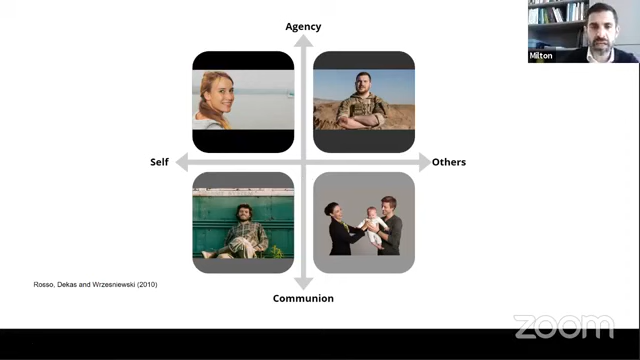 Agency
Milton
Self
Others
Rosso, Dekas and Wrzesniewski (2010)
Communion
zoom